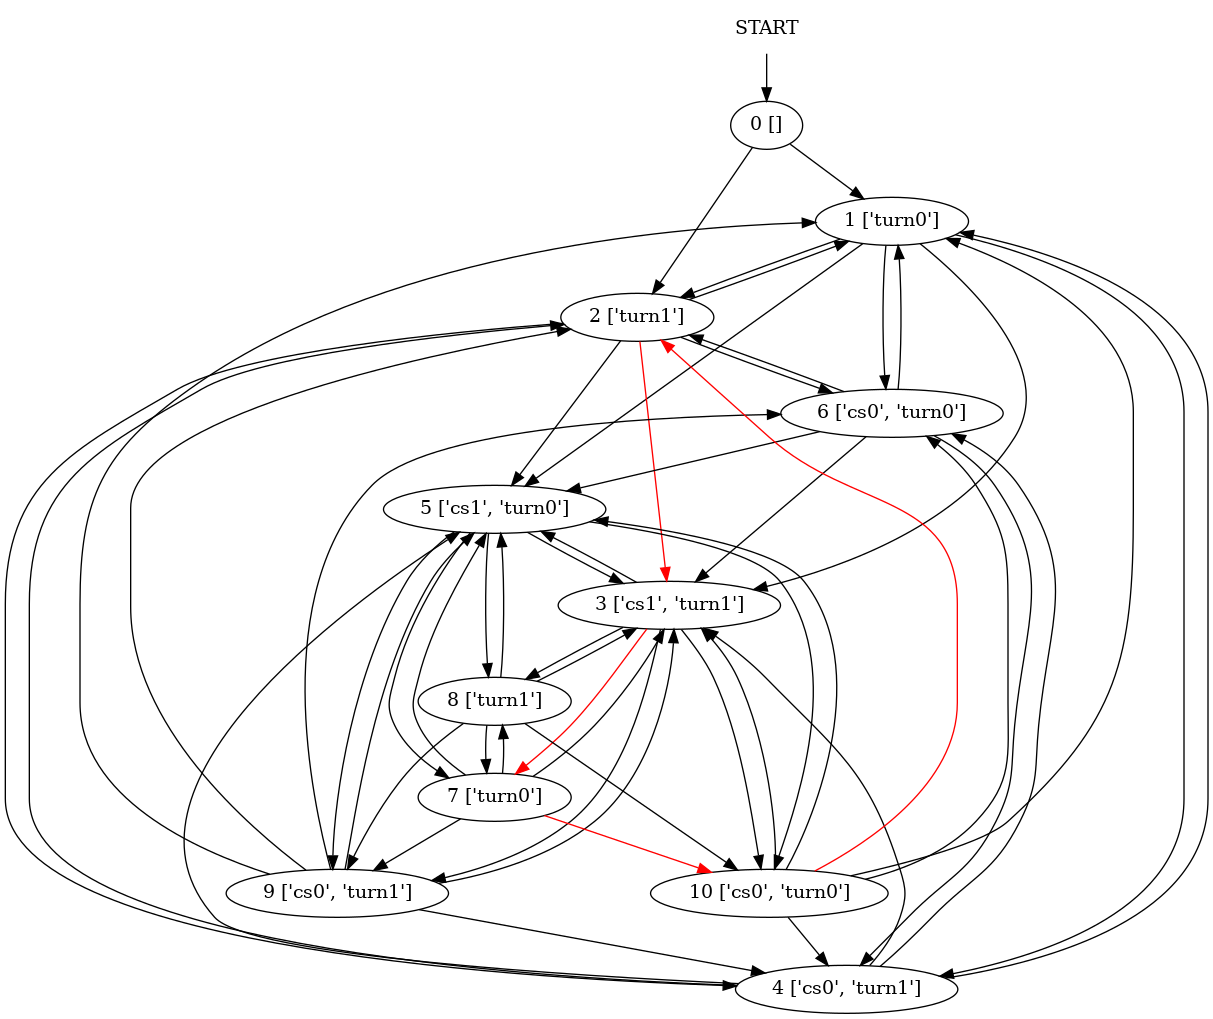 START
0 []
1 ['turn0']
2 ['turn1']
6 ['cs0', 'turn0']
5 ['cs1', 'turn0']
3 ['cs1', 'turn1']
8 ['turn1']
7 ['turn0']
9 ['cs0', 'turn1']
10 ['cs0', 'turn0']
4 ['cs0', 'turn1']